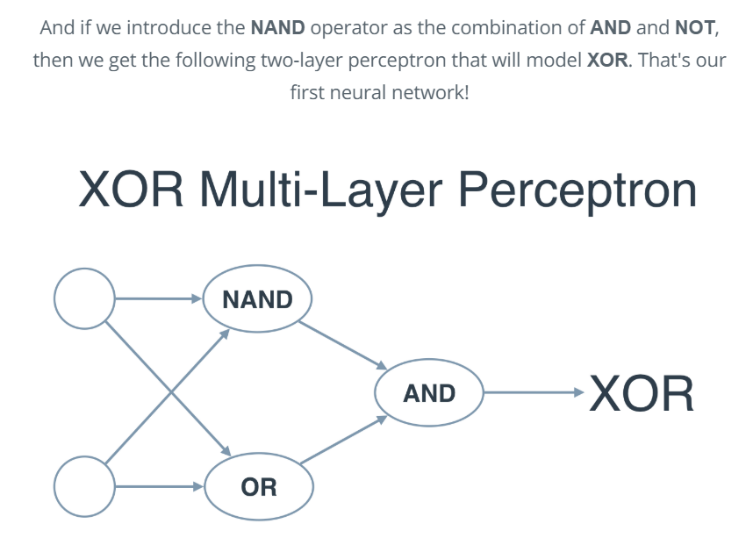 And if we introduce the NAND operator as the combination of AND and NOT,
then we get the following two-layer perceptron that will model XOR. That's our
first neural network!
XOR Multi-Layer Perceptron
NAND
AND
XOR
OR